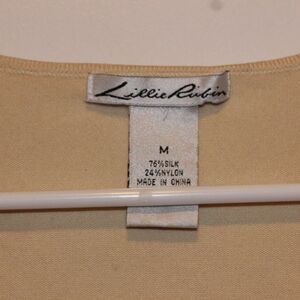 Lillie Rubin
M
76%SILK
24%NYLON
MADE IN CHINA